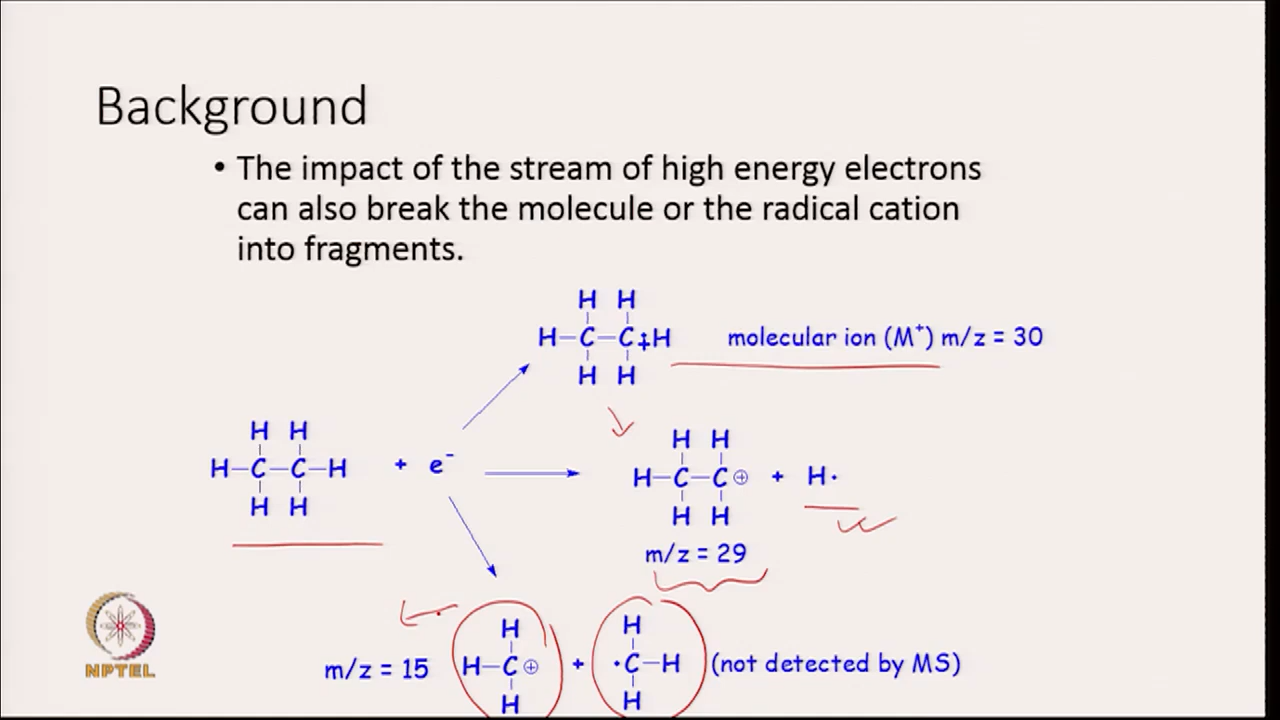 Background
• The impact of the stream of high energy electrons
can also break the molecule or the radical cation
into fragments.
H H
H–C–C‡H molecular ion (M⁺) m/z = 30
H H
H H
H–C–C–H + e⁻
H H
H H
H–C–C⊕ + H·
H H
m/z = 29
H H
m/z = 15 H–C⊕ + ·C–H (not detected by MS)
H H
NPTEL